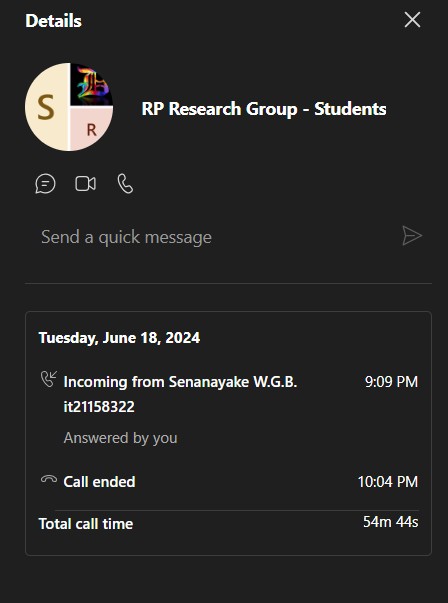 Details
S
R
RP Research Group - Students
Send a quick message
Tuesday, June 18, 2024
Incoming from Senanayake W.G.B. 9:09 PM
it21158322
Answered by you
Call ended 10:04 PM
Total call time 54m 44s